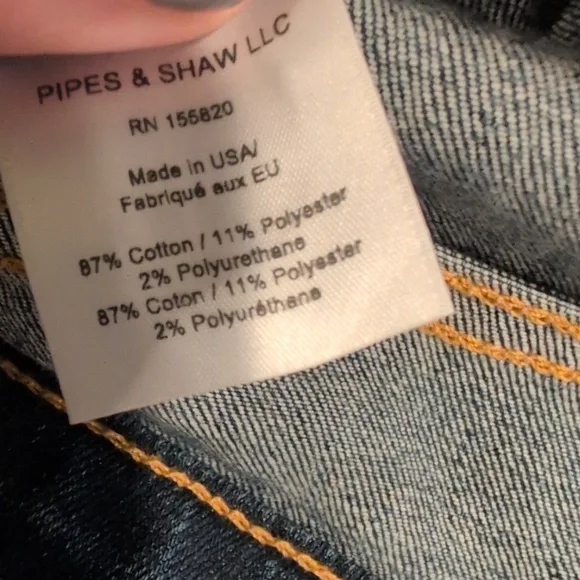 PIPES & SHAW LLC
RN 156820
Made in USA/
Fabriqué aux EU
87% Cotton / 11% Polyester
2% Polyurethane
87% Coton / 11% Polyester
2% Polyuréthane